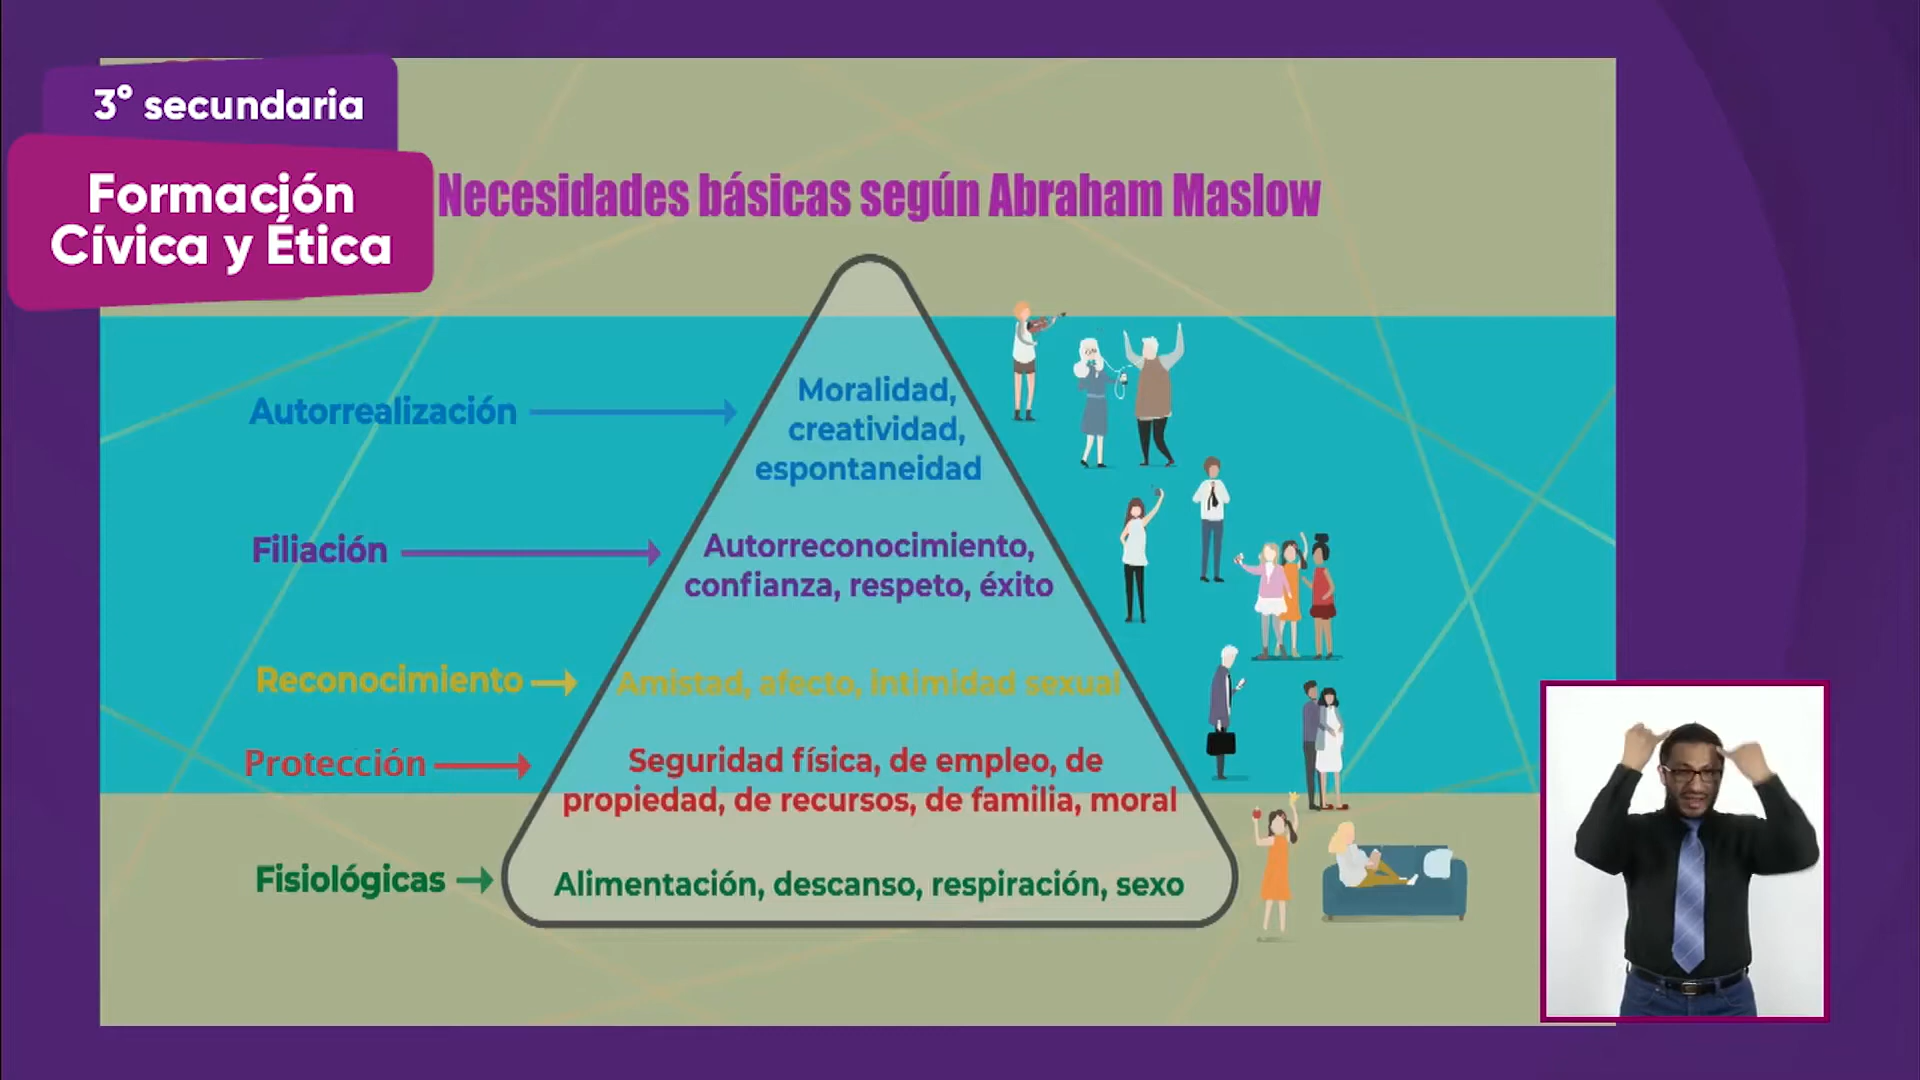 3° secundaria
Formación
Cívica y Ética
Necesidades básicas según Abraham Maslow
Autorrealización
Moralidad,
creatividad,
espontaneidad
Filiación
Autorreconocimiento,
confianza, respeto, éxito
Reconocimiento
Amistad, afecto, intimidad sexual
Protección
Seguridad física, de empleo, de
propiedad, de recursos, de familia, moral
Fisiológicas
Alimentación, descanso, respiración, sexo